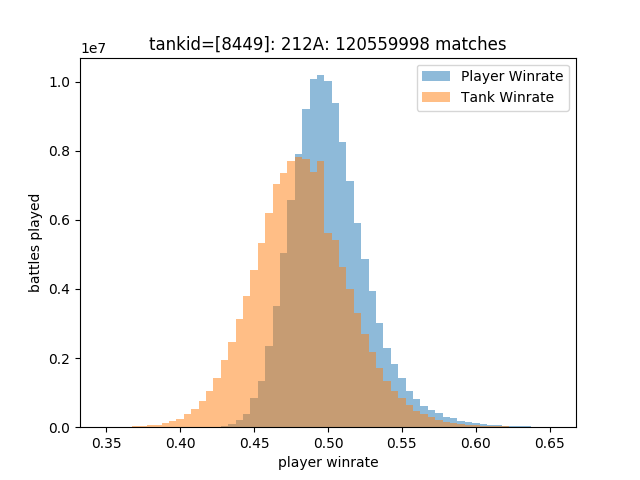 tankid=[8449]: 212A: 120559998 matches
1e7
Player Winrate
Tank Winrate
1.0
0.8
0.6
0.4
0.2
0.0
battles played
0.35 0.40 0.45 0.50 0.55 0.60 0.65
player winrate